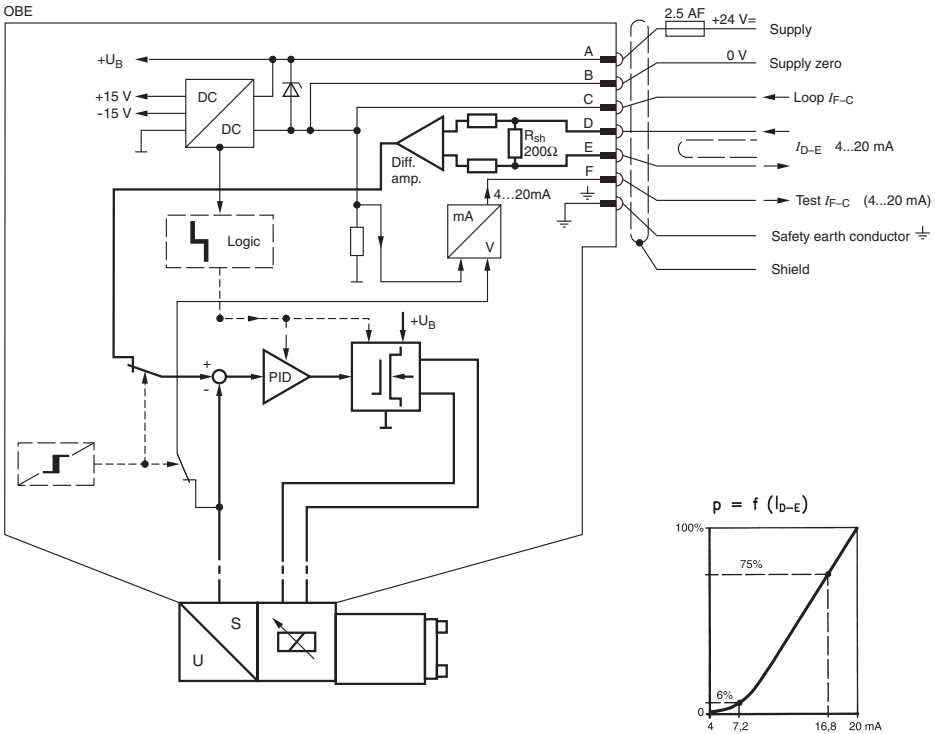 OBE
2.5 AF
+24 V=
Supply
+U_B
A
0 V
Supply zero
B
+15 V
DC
-15 V
DC
C
Loop I_F–C
D
R_sh
200Ω
I_D–E 4...20 mA
E
Diff.
amp.
F
4...20mA
Test I_F–C (4...20 mA)
mA
V
Logic
Safety earth conductor
Shield
+U_B
+
-
PID
S
U
p = f (I_D–E)
100%
75%
6%
0
4 7,2 16,8 20 mA